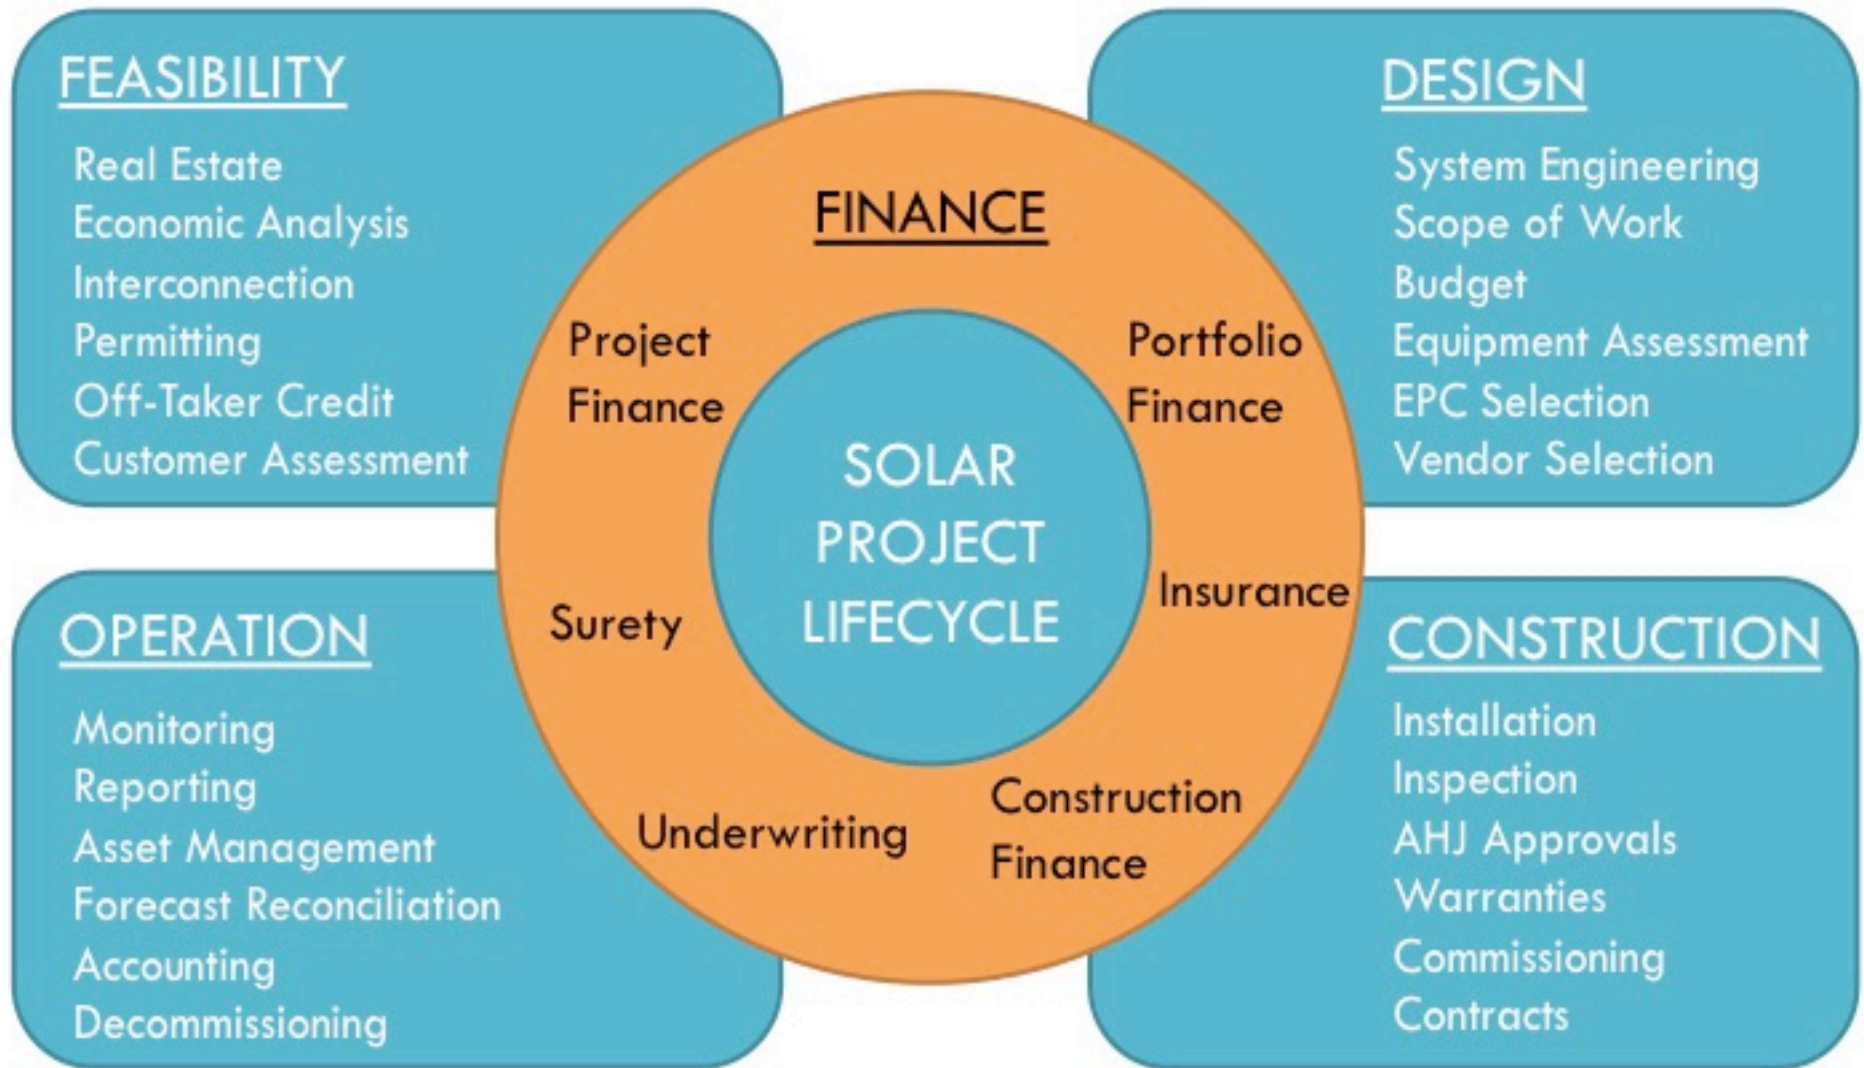 FEASIBILITY
Real Estate
Economic Analysis
Interconnection
Permitting
Off-Taker Credit
Customer Assessment
DESIGN
System Engineering
Scope of Work
Budget
Equipment Assessment
EPC Selection
Vendor Selection
FINANCE
Project
Finance
Portfolio
Finance
Surety
Insurance
Underwriting
Construction
Finance
SOLAR
PROJECT
LIFECYCLE
OPERATION
Monitoring
Reporting
Asset Management
Forecast Reconciliation
Accounting
Decommissioning
CONSTRUCTION
Installation
Inspection
AHJ Approvals
Warranties
Commissioning
Contracts